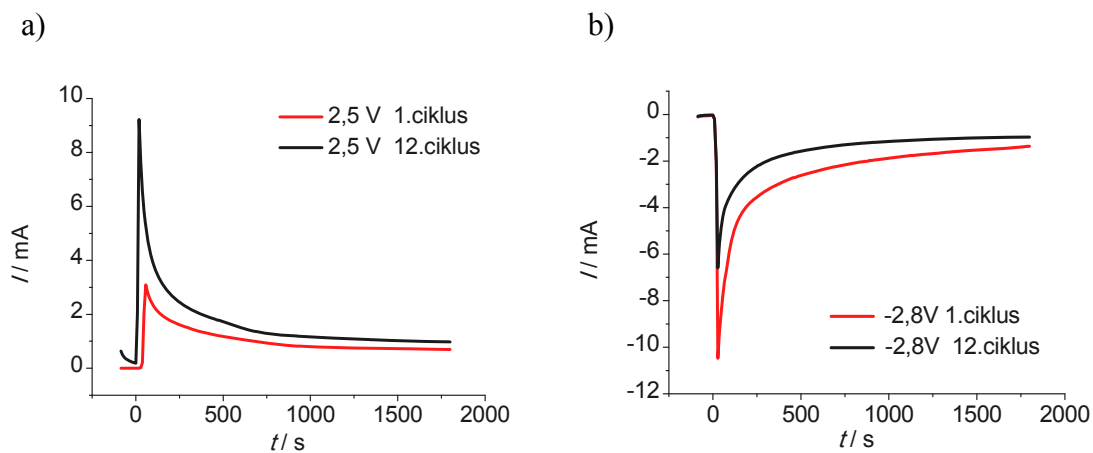 a)
10
8
6
4
2
0
I / mA
2,5 V 1.ciklus
2,5 V 12.ciklus
0 500 1000 1500 2000
t / s
b)
0
-2
-4
-6
-8
-10
-12
I / mA
-2,8V 1.ciklus
-2,8V 12.ciklus
0 500 1000 1500 2000
t / s